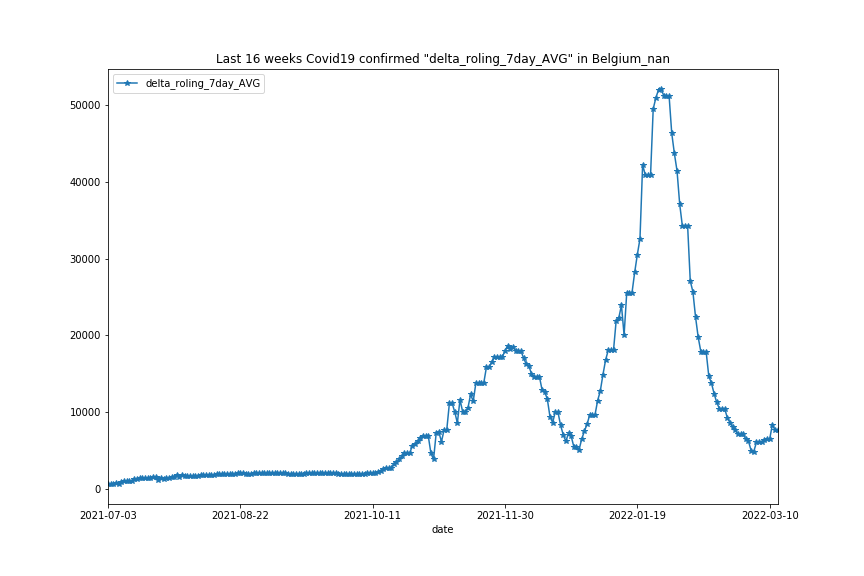 Last 16 weeks Covid19 confirmed "delta_roling_7day_AVG" in Belgium_nan
delta_roling_7day_AVG
50000
40000
30000
20000
10000
0
2021-07-03 2021-08-22 2021-10-11 2021-11-30 2022-01-19 2022-03-10
date